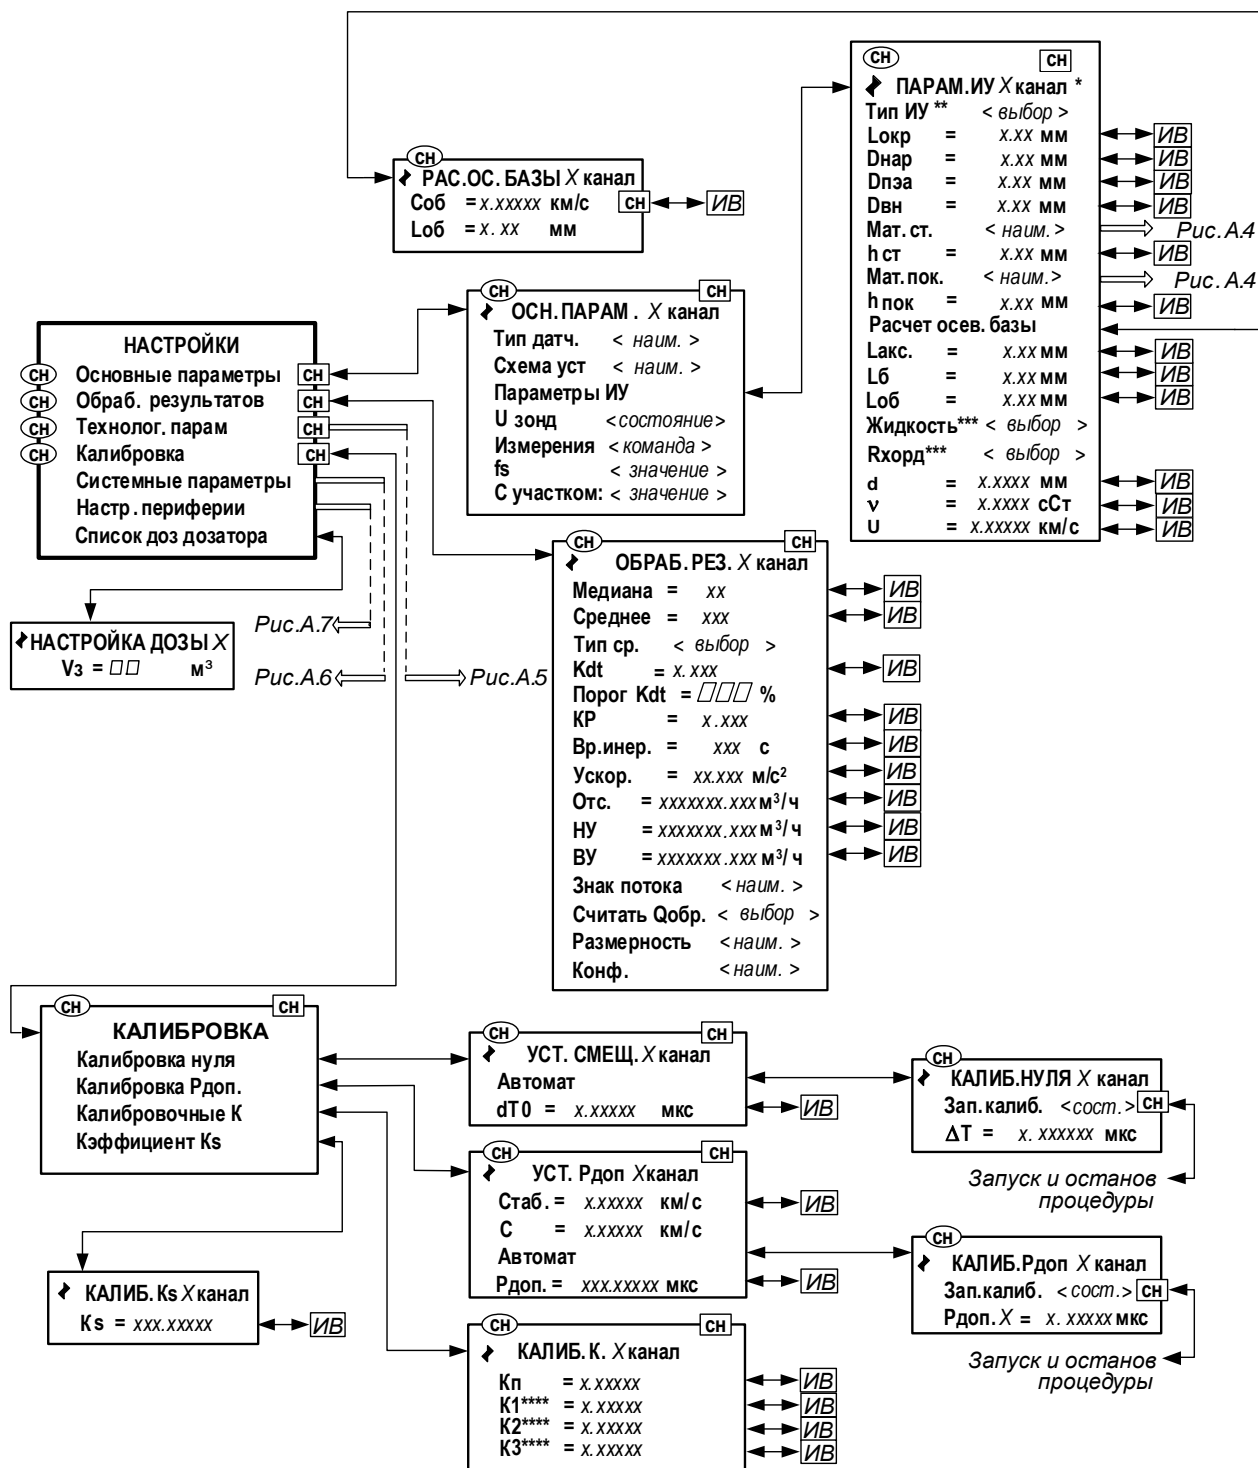 СН
СН
ПАРАМ.ИУ X канал *
Тип ИУ ** < выбор >
Lокр = x.xx мм ИВ
Dнар = x.xx мм ИВ
Dпэа = x.xx мм ИВ
Dвн = x.xx мм ИВ
Мат. ст. < наим. > Рис. А.4
h ст = x.xx мм ИВ
Мат. пок. < наим.> Рис. А.4
h пок = x.xx мм ИВ
Расчет осев. базы
Lакс. = x.xx мм ИВ
Lб = x.xx мм ИВ
Lоб = x.xx мм ИВ
Жидкость*** < выбор >
Rхорд*** < выбор >
d = x.xxxx мм ИВ
ν = x.xxxx сСт ИВ
U = x.xxxxx км/с ИВ
СН
РАС.ОС. БАЗЫ X канал
Соб = x.xxxxx км/с СН ИВ
Lоб = x. xx мм
СН СН
ОСН.ПАРАМ . X канал
Тип датч. < наим. >
Схема уст < наим. >
Параметры ИУ
U зонд <состояние>
Измерения < команда >
fs < значение >
С участком: < значение >
НАСТРОЙКИ
СН Основные параметры СН
СН Обраб. результатов СН
СН Технолог. парам СН
СН Калибровка СН
Системные параметры
Настр. периферии
Список доз дозатора
НАСТРОЙКА ДОЗЫ X
Vз = □□ м³
Рис.А.7
Рис.А.6
Рис.А.5
СН СН
ОБРАБ. РЕЗ. X канал
Медиана = xx ИВ
Среднее = xxx ИВ
Тип ср. < выбор >
Kdt = x. xxx ИВ
Порог Kdt = □□□ %
КР = x .xxx ИВ
Вр.инер. = xxx с ИВ
Ускор. = xx.xxx м/с² ИВ
Отс. = xxxxxxx.xxx м³/ ч ИВ
НУ = xxxxxxx.xxx м³/ ч ИВ
ВУ = xxxxxxx .xxx м³/ ч ИВ
Знак потока < наим. >
Считать Qобр. < выбор >
Размерность < наим. >
Конф. < наим. >
СН СН
КАЛИБРОВКА
Калибровка нуля
Калибровка Рдоп.
Калибровочные К
Кэффициент Ks
СН СН
УСТ. СМЕЩ. X канал
Автомат
dT0 = x.xxxxx мкс ИВ
СН
КАЛИБ.НУЛЯ X канал
Зап.калиб. <сост.> СН
ΔT = x. xxxxxx мкс
Запуск и останов
процедуры
СН СН
УСТ. Рдоп Xканал
Стаб. = x.xxxxx км/с ИВ
С = x.xxxxx км/с
Автомат
Рдоп. = xxx.xxxxx мкс ИВ
СН
КАЛИБ.Рдоп X канал
Зап.калиб. <сост.> СН
Рдоп. X = x. xxxxx мкс
Запуск и останов
процедуры
КАЛИБ. Ks X канал
Ks = xxx.xxxxx ИВ
СН СН
КАЛИБ. К. X канал
Кп = x. xxxxx ИВ
К1**** = x. xxxxx ИВ
К2**** = x. xxxxx ИВ
К3**** = x. xxxxx ИВ